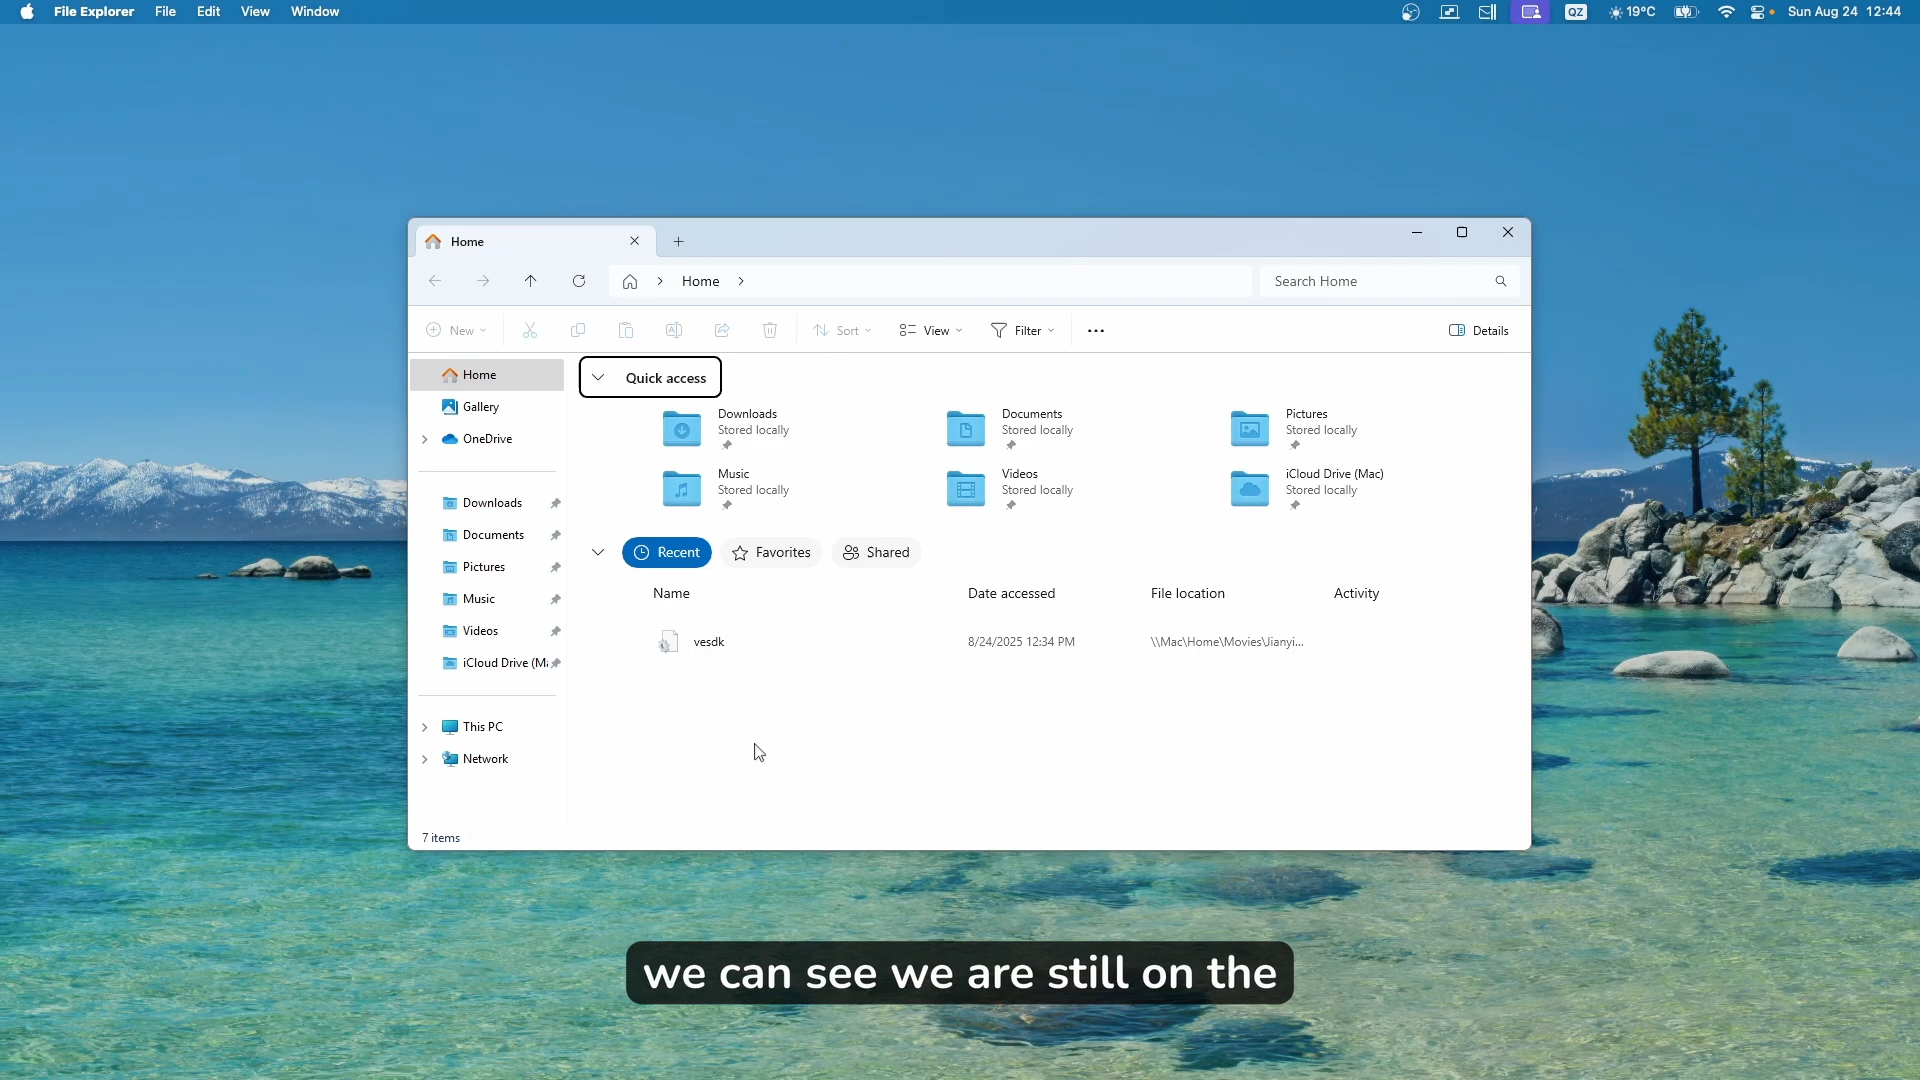 File Explorer File Edit View Window
QZ 19°C Sun Aug 24 12:44
Home
Home Search Home
New Sort View Filter Details
Home
Gallery
OneDrive
Downloads
Documents
Pictures
Music
Videos
iCloud Drive (Ma
This PC
Network
Quick access
Downloads
Stored locally
Documents
Stored locally
Pictures
Stored locally
Music
Stored locally
Videos
Stored locally
iCloud Drive (Mac)
Stored locally
Recent Favorites Shared
Name Date accessed File location Activity
vesdk 8/24/2025 12:34 PM \\Mac\Home\Movies\Jianyi...
7 items
we can see we are still on the